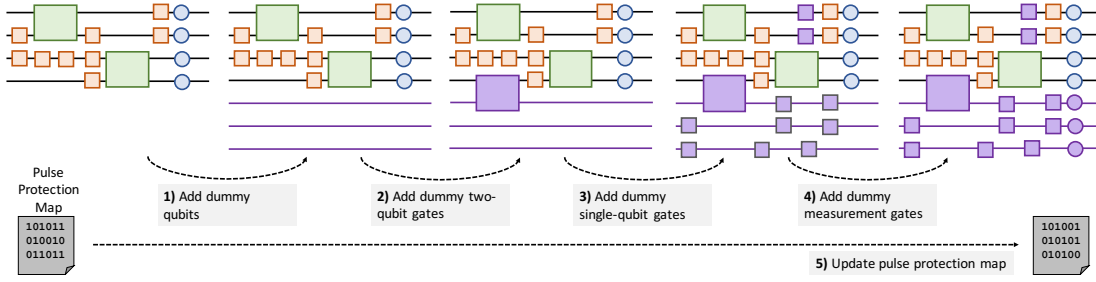 Pulse
Protection
Map
101011
010010
011011
1) Add dummy
qubits
2) Add dummy two-
qubit gates
3) Add dummy
single-qubit gates
4) Add dummy
measurement gates
5) Update pulse protection map
101001
010101
010100